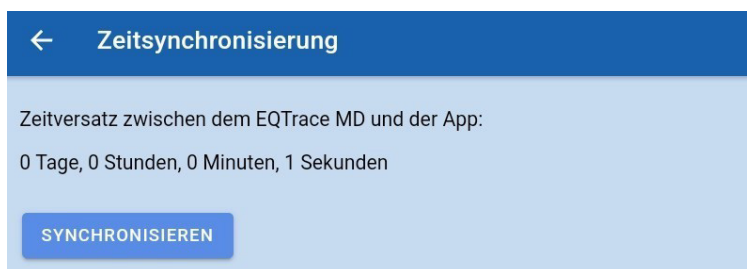 Zeitsynchronisierung
Zeitversatz zwischen dem EQTrace MD und der App:
0 Tage, 0 Stunden, 0 Minuten, 1 Sekunden
SYNCHRONISIEREN